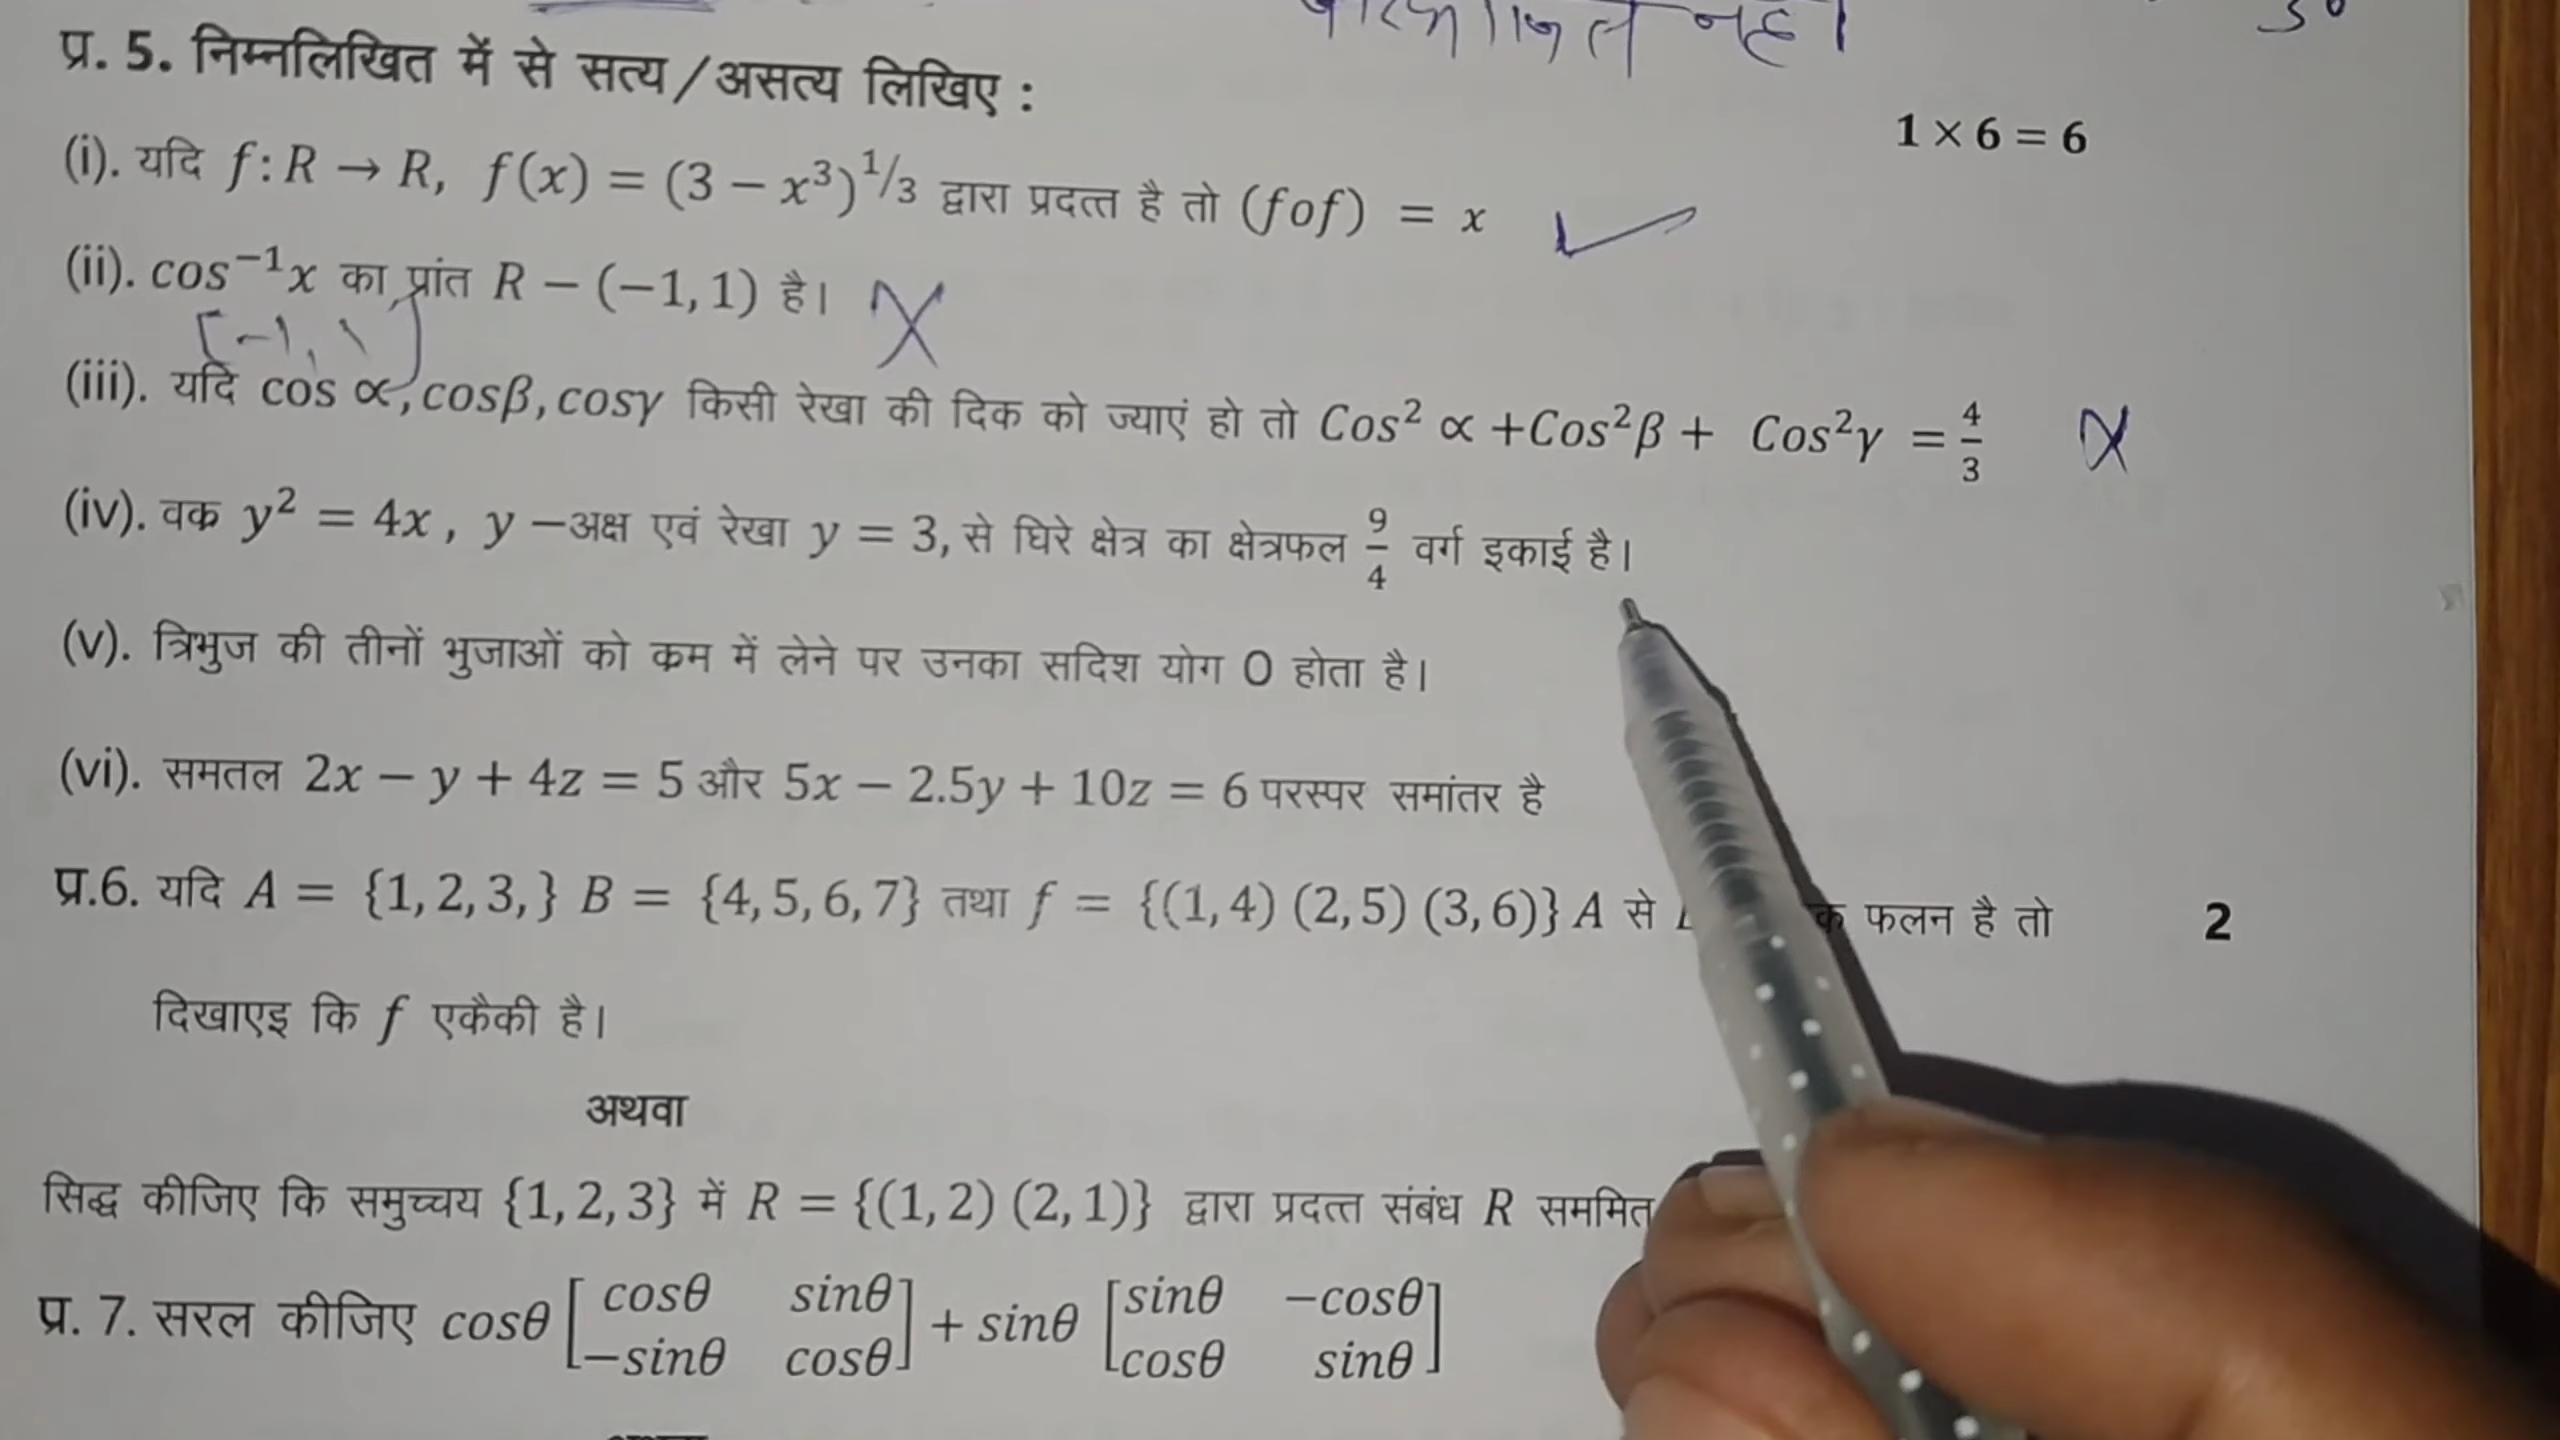 प्र. 5. निम्नलिखित में से सत्य/असत्य लिखिए :
1 × 6 = 6
(i). यदि f:R → R, f(x) = (3 − x³)^1/3 द्वारा प्रदत्त है तो (fof) = x ✓
(ii). cos⁻¹x का प्रांत R − (−1,1) है। X
[-1, 1]
(iii). यदि cos ∝, cosβ, cosγ किसी रेखा की दिक को ज्याएं हो तो Cos² ∝ +Cos²β + Cos²γ = 4/3 X
(iv). वक y² = 4x, y −अक्ष एवं रेखा y = 3, से घिरे क्षेत्र का क्षेत्रफल 9/4 वर्ग इकाई है।
(v). त्रिभुज की तीनों भुजाओं को कम में लेने पर उनका सदिश योग 0 होता है।
(vi). समतल 2x − y + 4z = 5 और 5x − 2.5y + 10z = 6 परस्पर समांतर है
प्र.6. यदि A = {1, 2, 3, } B = {4, 5, 6, 7} तथा f = {(1, 4) (2, 5) (3, 6)} A से फलन है तो 2
दिखाएइ कि f एकैकी है।
अथवा
सिद्ध कीजिए कि समुच्चय {1, 2, 3} में R = {(1, 2) (2, 1)} द्वारा प्रदत्त संबंध R सममित
प्र. 7. सरल कीजिए cosθ [cosθ sinθ] + sinθ [sinθ −cosθ]
[−sinθ cosθ] [cosθ sinθ]